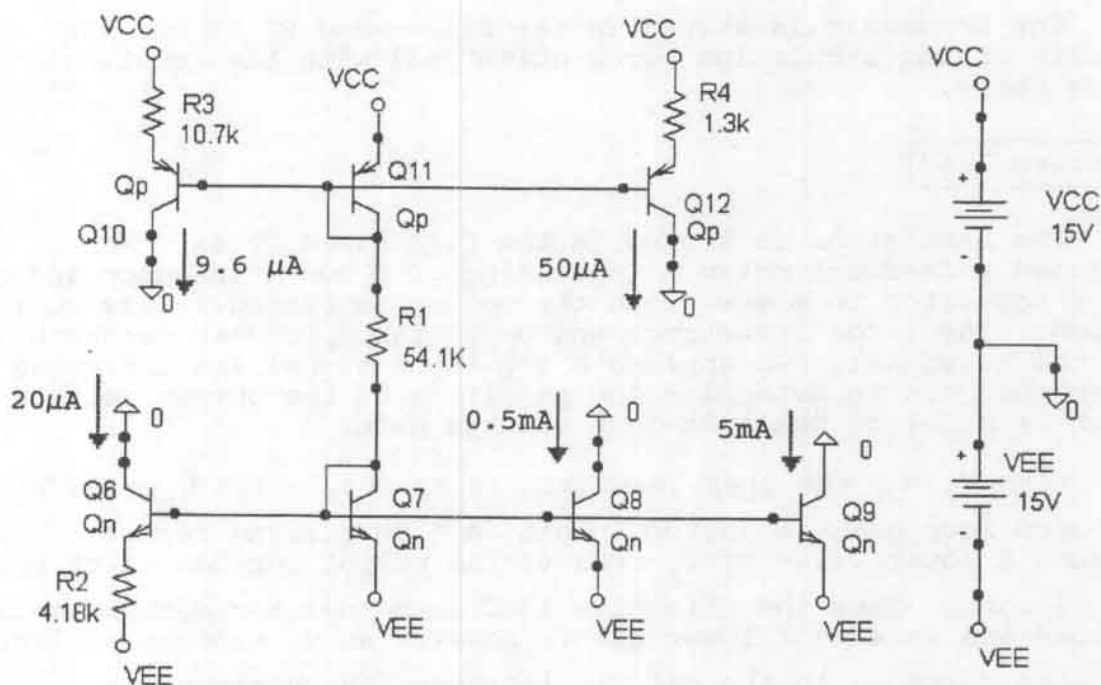 VCC
VCC
VCC
VCC
R3
10.7k
R4
1.3k
Q11
Qp
Qp
Q12
Qp
VCC
15V
+
-
Q10
9.6 µA
50µA
0
0
R1
54.1K
0
20µA
0
0.5mA
0
5mA
0
Q6
Qn
Q7
Qn
Q8
Qn
Q9
Qn
+
VEE
15V
-
R2
4.18k
VEE
VEE
VEE
VEE
VEE